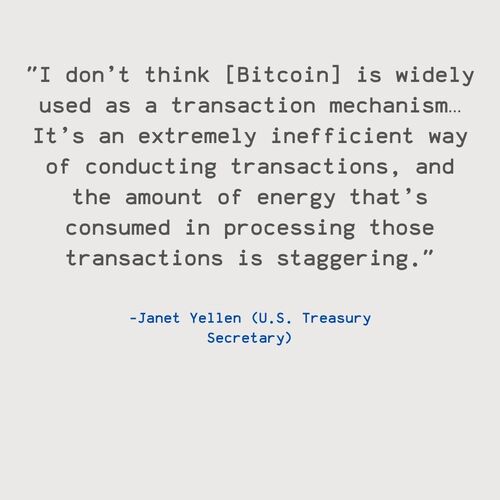 "I don't think [Bitcoin] is widely
used as a transaction mechanism…
It's an extremely inefficient way
of conducting transactions, and
the amount of energy that's
consumed in processing those
transactions is staggering."
-Janet Yellen (U.S. Treasury
Secretary)